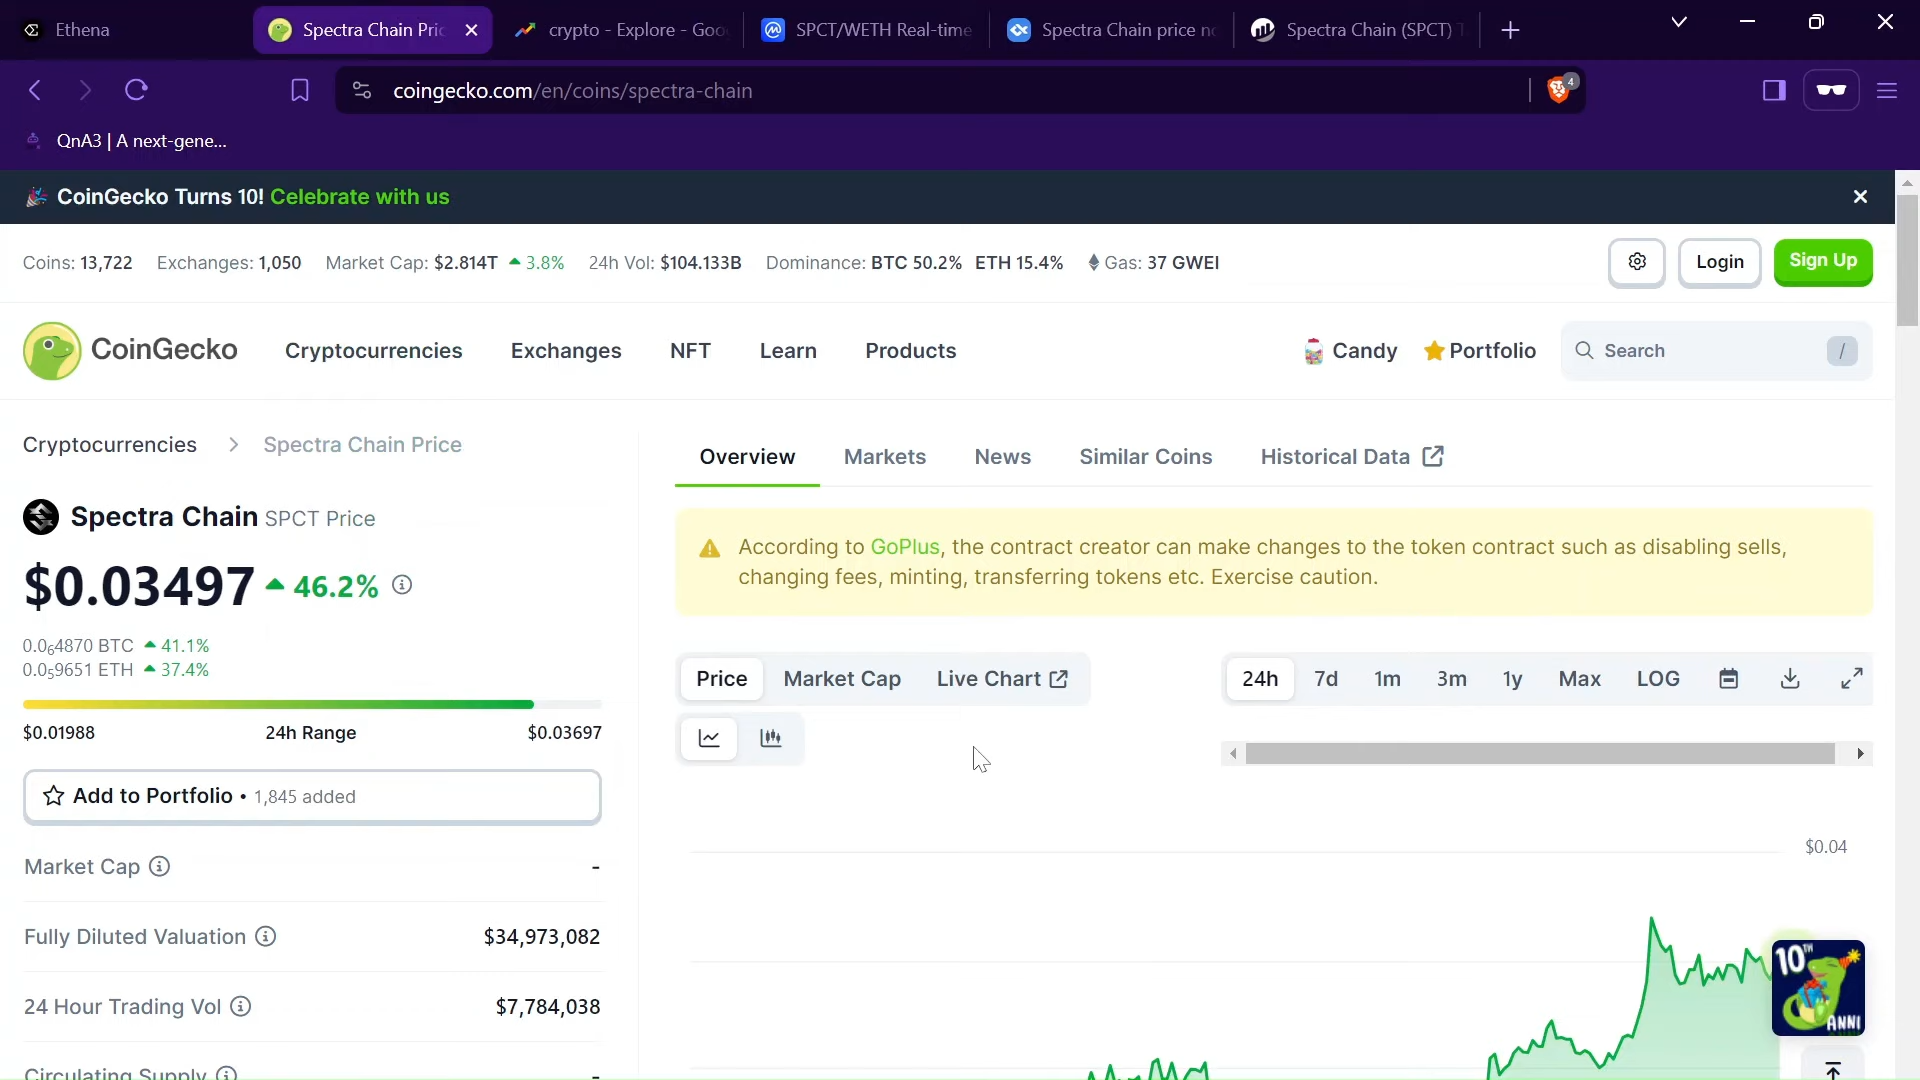 Ethena
Spectra Chain Pric
crypto - Explore - Goo
SPCT/WETH Real-time
Spectra Chain price no
Spectra Chain (SPCT) T
coingecko.com/en/coins/spectra-chain
4
QnA3 | A next-gene...
CoinGecko Turns 10! Celebrate with us
Coins: 13,722 Exchanges: 1,050 Market Cap: $2.814T 3.8% 24h Vol: $104.133B Dominance: BTC 50.2% ETH 15.4% Gas: 37 GWEI
Login
Sign Up
CoinGecko
Cryptocurrencies
Exchanges
NFT
Learn
Products
Candy
Portfolio
Search
/
Cryptocurrencies > Spectra Chain Price
Overview
Markets
News
Similar Coins
Historical Data
Spectra Chain SPCT Price
According to GoPlus, the contract creator can make changes to the token contract such as disabling sells,
changing fees, minting, transferring tokens etc. Exercise caution.
$0.03497 46.2%
0.0₆4870 BTC 41.1%
0.0₅9651 ETH 37.4%
$0.01988 24h Range $0.03697
Price
Market Cap
Live Chart
24h
7d
1m
3m
1y
Max
LOG
Add to Portfolio • 1,845 added
Market Cap -
Fully Diluted Valuation $34,973,082
24 Hour Trading Vol $7,784,038
Circulating Supply -
$0.04
10TH
ANNI